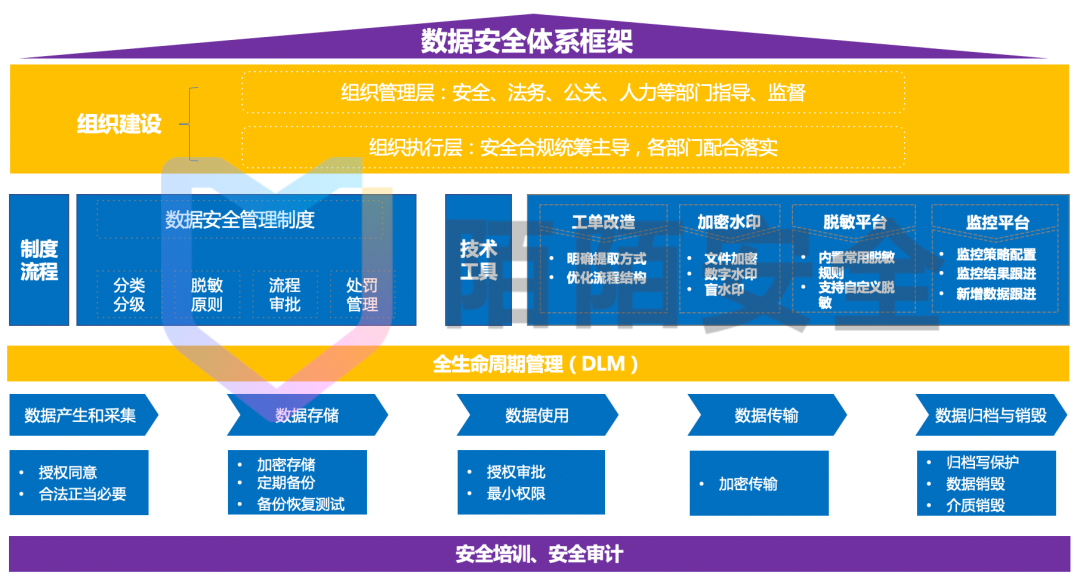 数据安全体系框架
组织建设
组织管理层：安全、法务、公关、人力等部门指导、监督
组织执行层：安全合规统筹主导，各部门配合落实
制度
流程
数据安全管理制度
分类
分级
脱敏
原则
流程
审批
处罚
管理
技术
工具
工单改造
• 明确提取方式
• 优化流程结构
加密水印
• 文件加密
• 数字水印
• 盲水印
脱敏平台
• 内置常用脱敏
规则
• 支持自定义脱
敏
监控平台
• 监控策略配置
• 监控结果跟进
• 新增数据跟进
陌陌安全
全生命周期管理（DLM）
数据产生和采集
• 授权同意
• 合法正当必要
数据存储
• 加密存储
• 定期备份
• 备份恢复测试
数据使用
• 授权审批
• 最小权限
数据传输
• 加密传输
数据归档与销毁
• 归档写保护
• 数据销毁
• 介质销毁
安全培训、安全审计